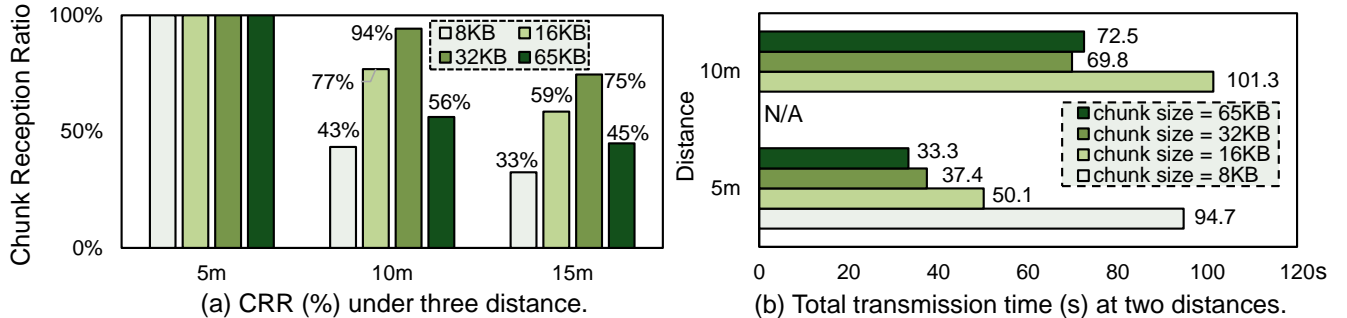 Chunk Reception Ratio
100%
50%
0%
8KB 16KB
32KB 65KB
43%
77%
94%
56%
33%
59%
75%
45%
5m 10m 15m
(a) CRR (%) under three distance.
Distance
10m
5m
72.5
69.8
101.3
N/A
33.3
37.4
50.1
94.7
chunk size = 65KB
chunk size = 32KB
chunk size = 16KB
chunk size = 8KB
0 20 40 60 80 100 120s
(b) Total transmission time (s) at two distances.